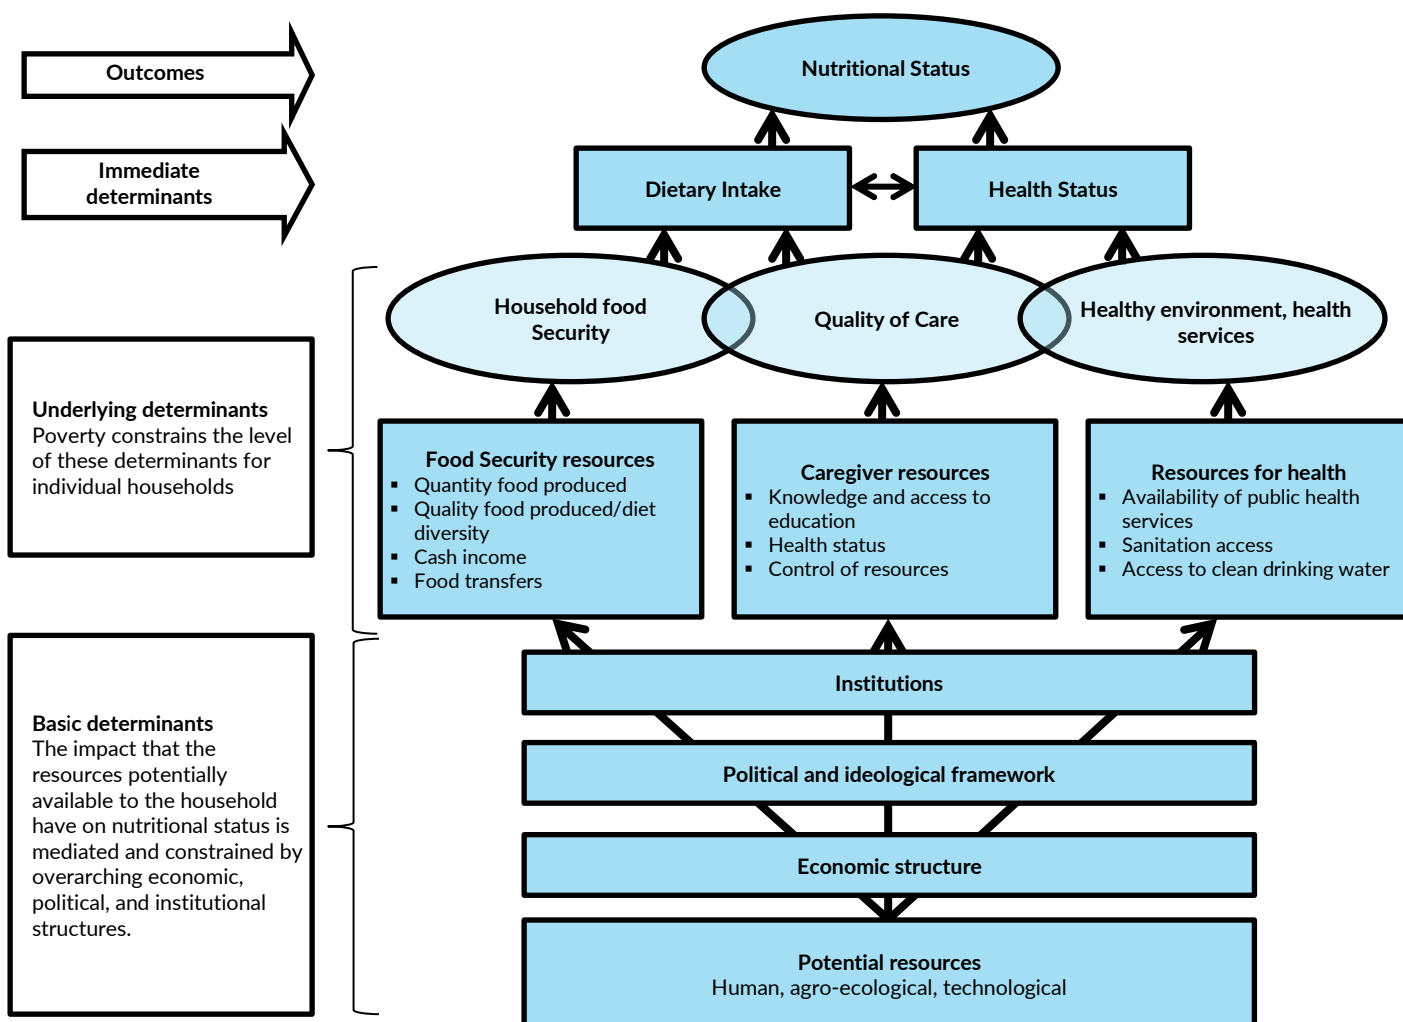 Outcomes
Nutritional Status
Immediate
determinants
Dietary Intake
Health Status
Household food
Security
Quality of Care
Healthy environment, health
services
Underlying determinants
Poverty constrains the level
of these determinants for
individual households
Food Security resources
▪ Quantity food produced
▪ Quality food produced/diet
diversity
▪ Cash income
▪ Food transfers
Caregiver resources
▪ Knowledge and access to
education
▪ Health status
▪ Control of resources
Resources for health
▪ Availability of public health
services
▪ Sanitation access
▪ Access to clean drinking water
Basic determinants
The impact that the
resources potentially
available to the household
have on nutritional status is
mediated and constrained by
overarching economic,
political, and institutional
structures.
Institutions
Political and ideological framework
Economic structure
Potential resources
Human, agro-ecological, technological